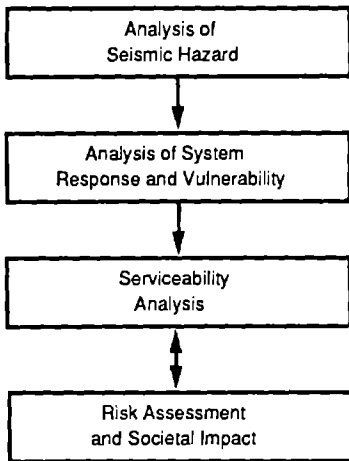 Analysis of
Seismic Hazard
Analysis of System
Response and Vulnerability
Serviceability
Analysis
Risk Assessment
and Societal Impact